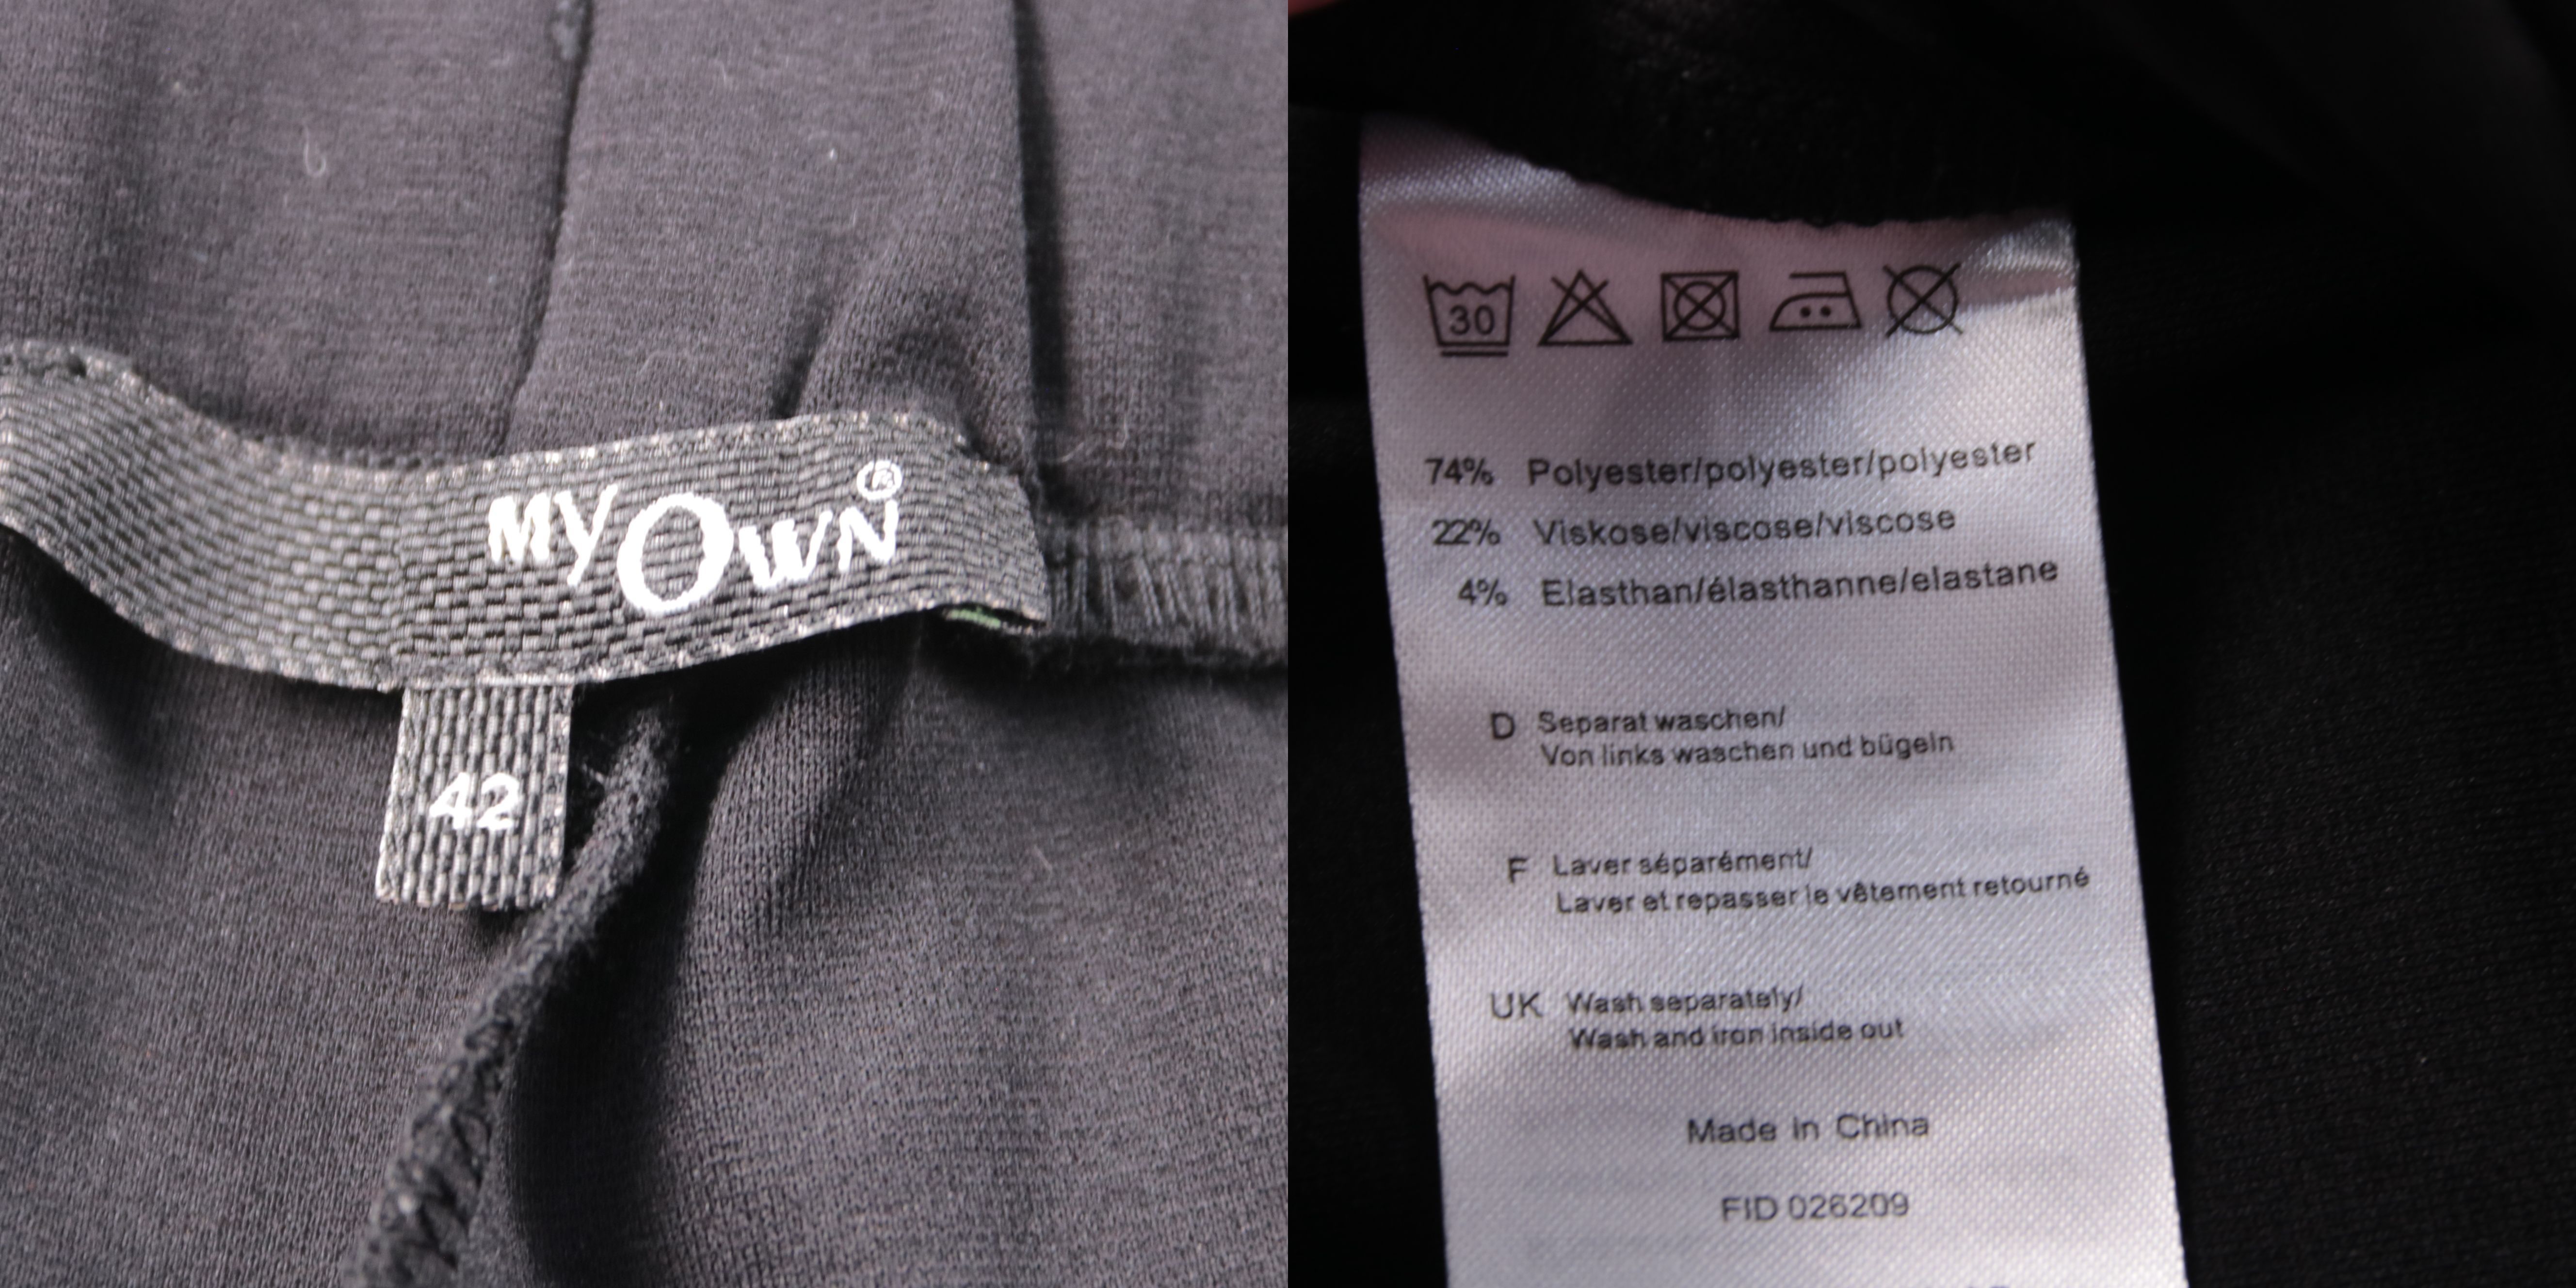 MY OWN®
42
30
74% Polyester/polyester/polyester
22% Viskose/viscose/viscose
4% Elasthan/élasthanne/elastane
D Separat waschen/
Von links waschen und bügeln
F Laver séparément/
Laver et repasser le vêtement retourné
UK Wash separately/
Wash and iron inside out
Made in China
FID 026209